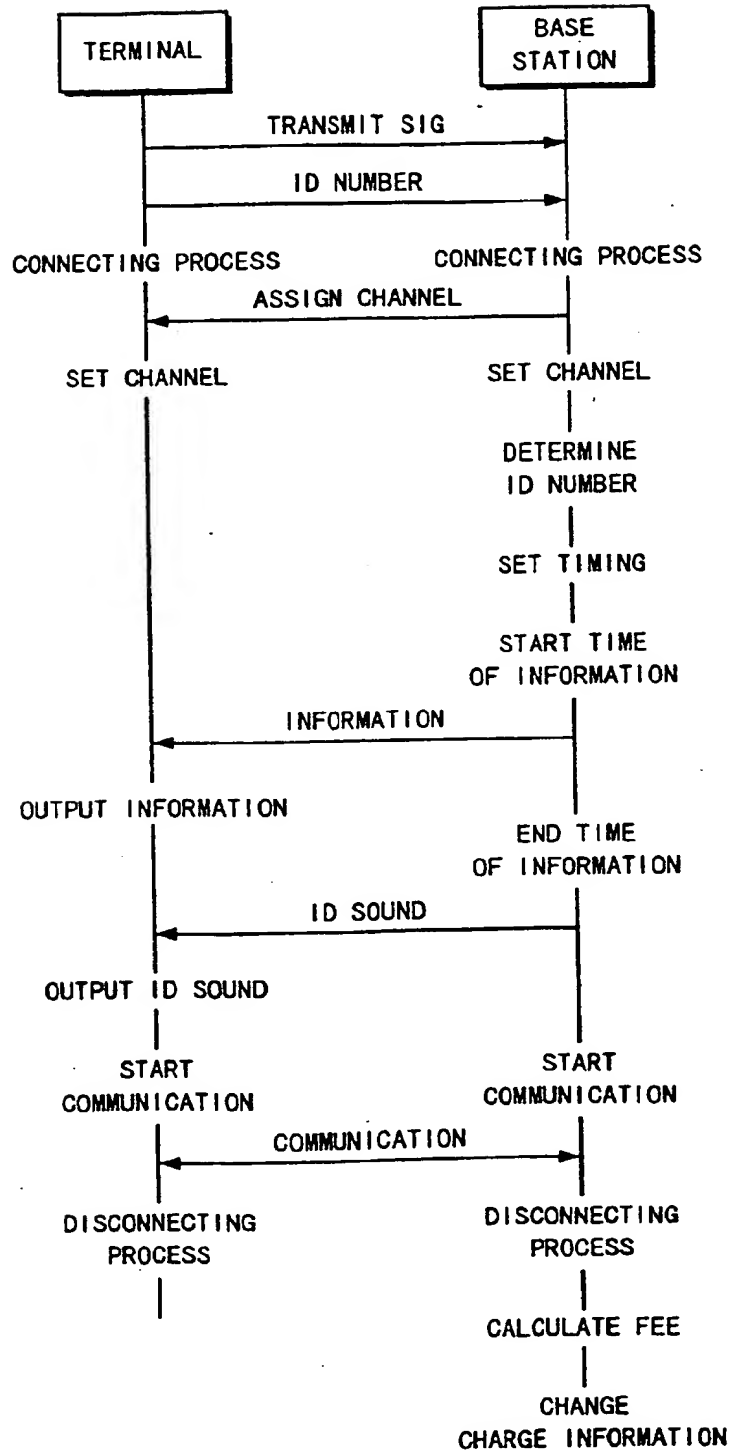 TERMINAL
BASE
STATION
TRANSMIT SIG
ID NUMBER
CONNECTING PROCESS
CONNECTING PROCESS
ASSIGN CHANNEL
SET CHANNEL
SET CHANNEL
DETERMINE
ID NUMBER
SET TIMING
START TIME
OF INFORMATION
INFORMATION
OUTPUT INFORMATION
END TIME
OF INFORMATION
ID SOUND
OUTPUT ID SOUND
START
COMMUNICATION
START
COMMUNICATION
COMMUNICATION
DISCONNECTING
PROCESS
DISCONNECTING
PROCESS
CALCULATE FEE
CHANGE
CHARGE INFORMATION